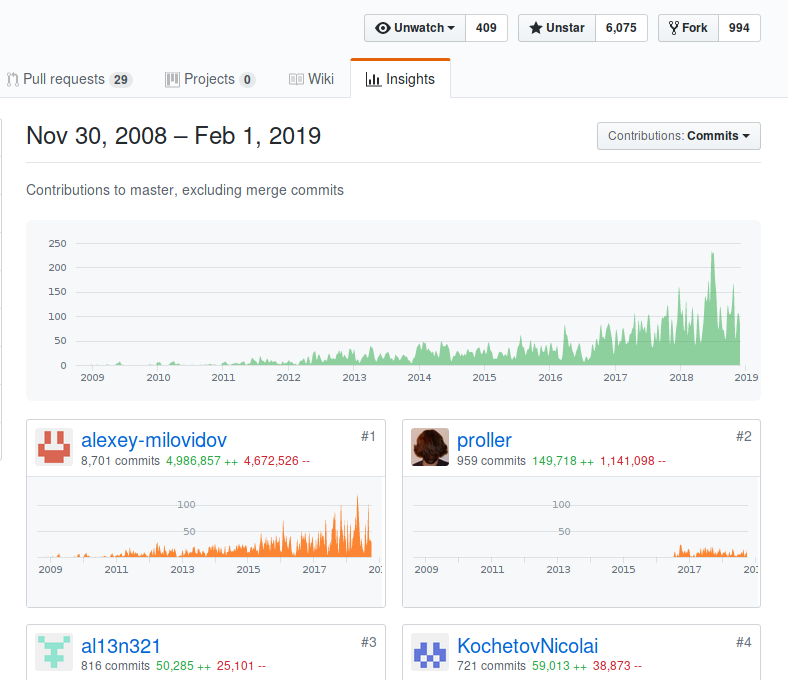 Unwatch 409 Unstar 6,075 Fork 994
Pull requests 29 Projects 0 Wiki Insights
Nov 30, 2008 – Feb 1, 2019
Contributions: Commits
Contributions to master, excluding merge commits
250
200
150
100
50
0
2009 2010 2011 2012 2013 2014 2015 2016 2017 2018 2019
alexey-milovidov #1
8,701 commits 4,986,857 ++ 4,672,526 --
100
50
2009 2011 2013 2015 2017 20
proller #2
959 commits 149,718 ++ 1,141,098 --
100
50
2009 2011 2013 2015 2017 20
al13n321 #3
816 commits 50,285 ++ 25,101 --
KochetovNicolai #4
721 commits 59,013 ++ 38,873 --